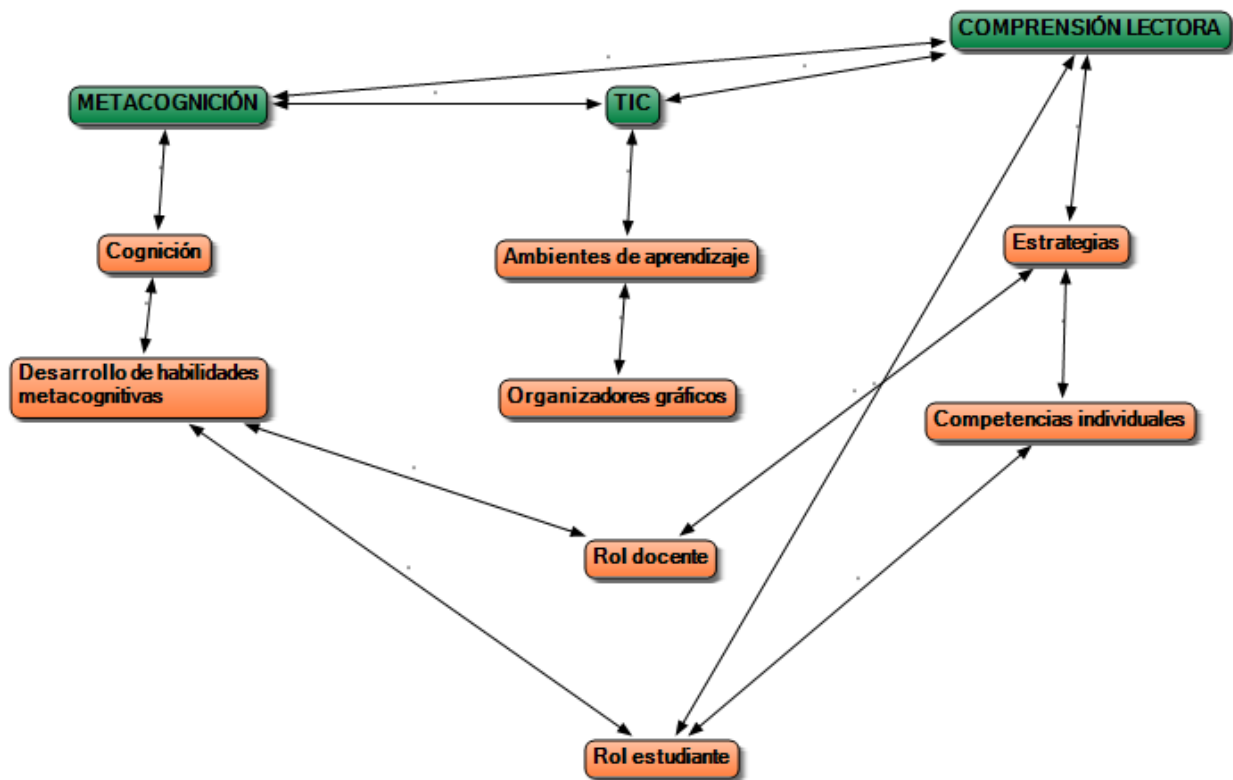 COMPRENSIÓN LECTORA
METACOGNICIÓN
TIC
Cognición
Ambientes de aprendizaje
Estrategias
Desarrollo de habilidades
metacognitivas
Organizadores gráficos
Competencias individuales
Rol docente
Rol estudiante